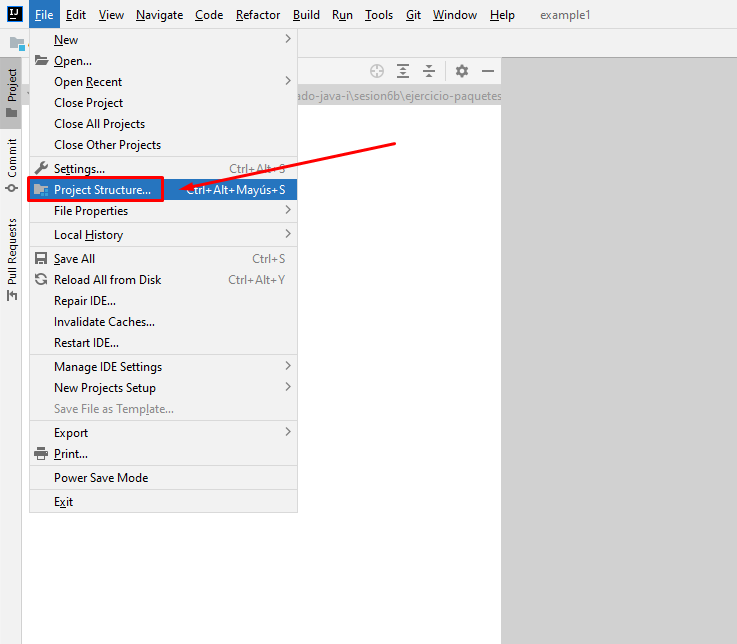 IJ File Edit View Navigate Code Refactor Build Run Tools Git Window Help example1
New
Open...
Open Recent
Close Project
Close All Projects
Close Other Projects
Settings... Ctrl+Alt+S
Project Structure... Ctrl+Alt+Mayús+S
File Properties
Local History
Save All Ctrl+S
Reload All from Disk Ctrl+Alt+Y
Repair IDE...
Invalidate Caches...
Restart IDE...
Manage IDE Settings
New Projects Setup
Save File as Template...
Export
Print...
Power Save Mode
Exit
ado-java-i\sesion6b\ejercicio-paquetes
Project
Commit
Pull Requests